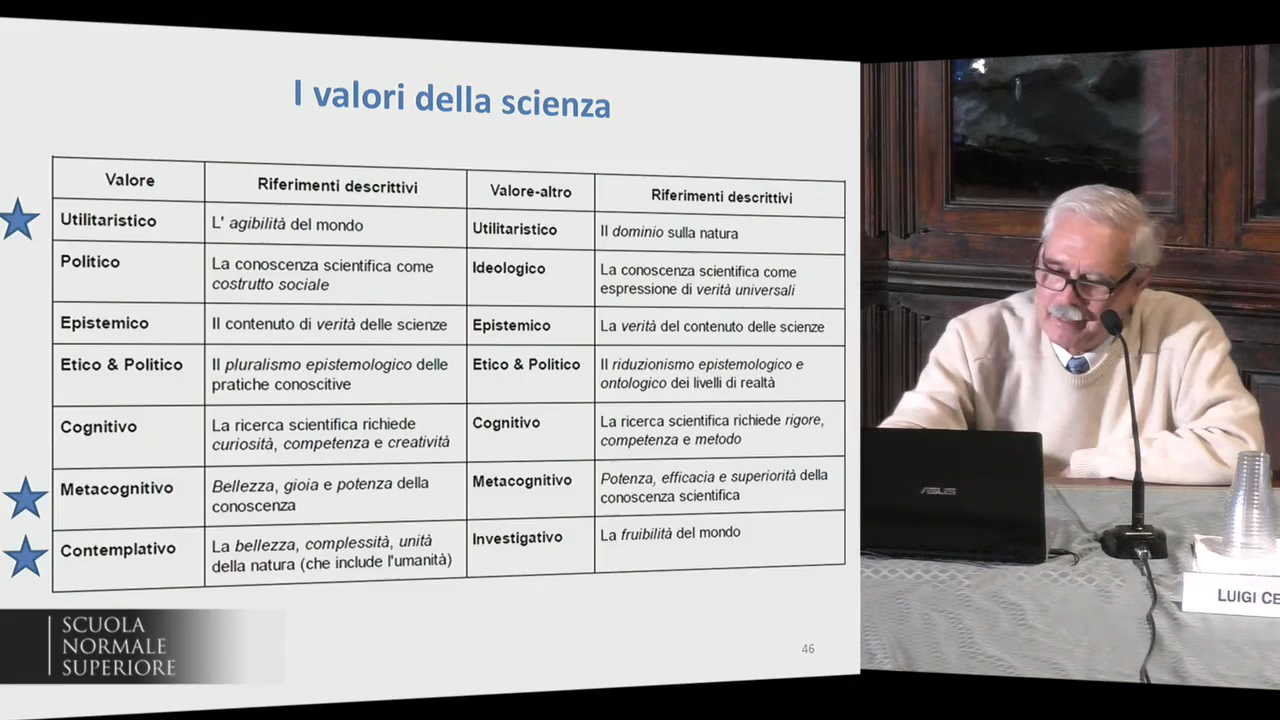 I valori della scienza
Valore
Riferimenti descrittivi
Valore-altro
Riferimenti descrittivi
Utilitaristico
L' agibilità del mondo
Utilitaristico
Il dominio sulla natura
Politico
La conoscenza scientifica come
costrutto sociale
Ideologico
La conoscenza scientifica come
espressione di verità universali
Epistemico
Il contenuto di verità delle scienze
Epistemico
La verità del contenuto delle scienze
Etico & Politico
Il pluralismo epistemologico delle
pratiche conoscitive
Etico & Politico
Il riduzionismo epistemologico e
ontologico dei livelli di realtà
Cognitivo
La ricerca scientifica richiede
curiosità, competenza e creatività
Cognitivo
La ricerca scientifica richiede rigore,
competenza e metodo
Metacognitivo
Bellezza, gioia e potenza della
conoscenza
Metacognitivo
Potenza, efficacia e superiorità della
conoscenza scientifica
Contemplativo
La bellezza, complessità, unità
della natura (che include l'umanità)
Investigativo
La fruibilità del mondo
46
SCUOLA
NORMALE
SUPERIORE
ASUS
LUIGI CE